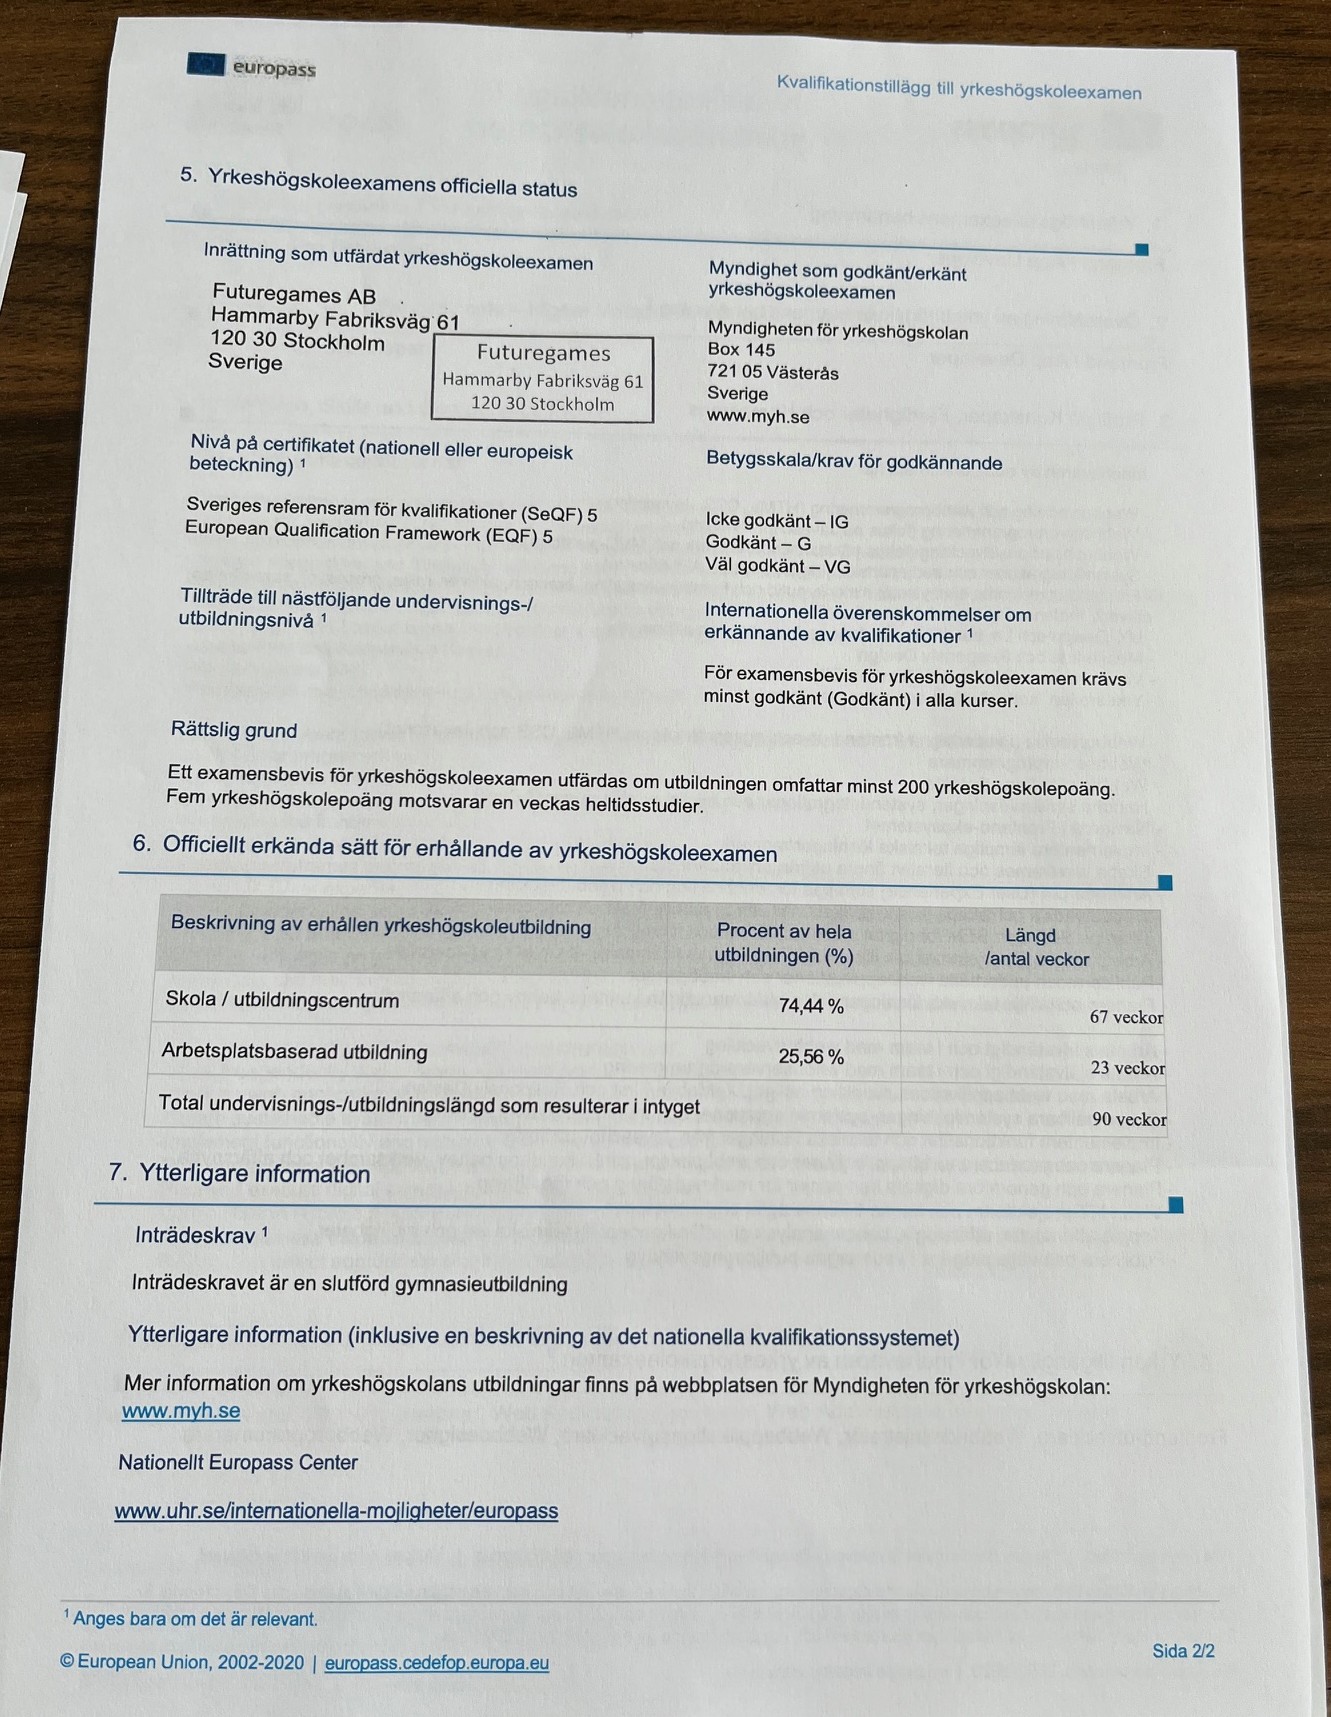 europass
Kvalifikationstillägg till yrkeshögskoleexamen
5. Yrkeshögskoleexamens officiella status
Inrättning som utfärdat yrkeshögskoleexamen
Futuregames AB
Hammarby Fabriksväg 61
120 30 Stockholm
Sverige
Futuregames
Hammarby Fabriksväg 61
120 30 Stockholm
Myndighet som godkänt/erkänt
yrkeshögskoleexamen
Myndigheten för yrkeshögskolan
Box 145
721 05 Västerås
Sverige
www.myh.se
Nivå på certifikatet (nationell eller europeisk
beteckning) 1
Sveriges referensram för kvalifikationer (SeQF) 5
European Qualification Framework (EQF) 5
Betygsskala/krav för godkännande
Icke godkänt – IG
Godkänt – G
Väl godkänt – VG
Tillträde till nästföljande undervisnings-/
utbildningsnivå 1
Internationella överenskommelser om
erkännande av kvalifikationer 1
För examensbevis för yrkeshögskoleexamen krävs
minst godkänt (Godkänt) i alla kurser.
Rättslig grund
Ett examensbevis för yrkeshögskoleexamen utfärdas om utbildningen omfattar minst 200 yrkeshögskolepoäng.
Fem yrkeshögskolepoäng motsvarar en veckas heltidsstudier.
6. Officiellt erkända sätt för erhållande av yrkeshögskoleexamen
Beskrivning av erhållen yrkeshögskoleutbildning
Procent av hela
utbildningen (%)
Längd
/antal veckor
Skola / utbildningscentrum 74,44 % 67 veckor
Arbetsplatsbaserad utbildning 25,56 % 23 veckor
Total undervisnings-/utbildningslängd som resulterar i intyget 90 veckor
7. Ytterligare information
Inträdeskrav 1
Inträdeskravet är en slutförd gymnasieutbildning
Ytterligare information (inklusive en beskrivning av det nationella kvalifikationssystemet)
Mer information om yrkeshögskolans utbildningar finns på webbplatsen för Myndigheten för yrkeshögskolan:
www.myh.se
Nationellt Europass Center
www.uhr.se/internationella-mojligheter/europass
1 Anges bara om det är relevant.
© European Union, 2002-2020 | europass.cedefop.europa.eu
Sida 2/2